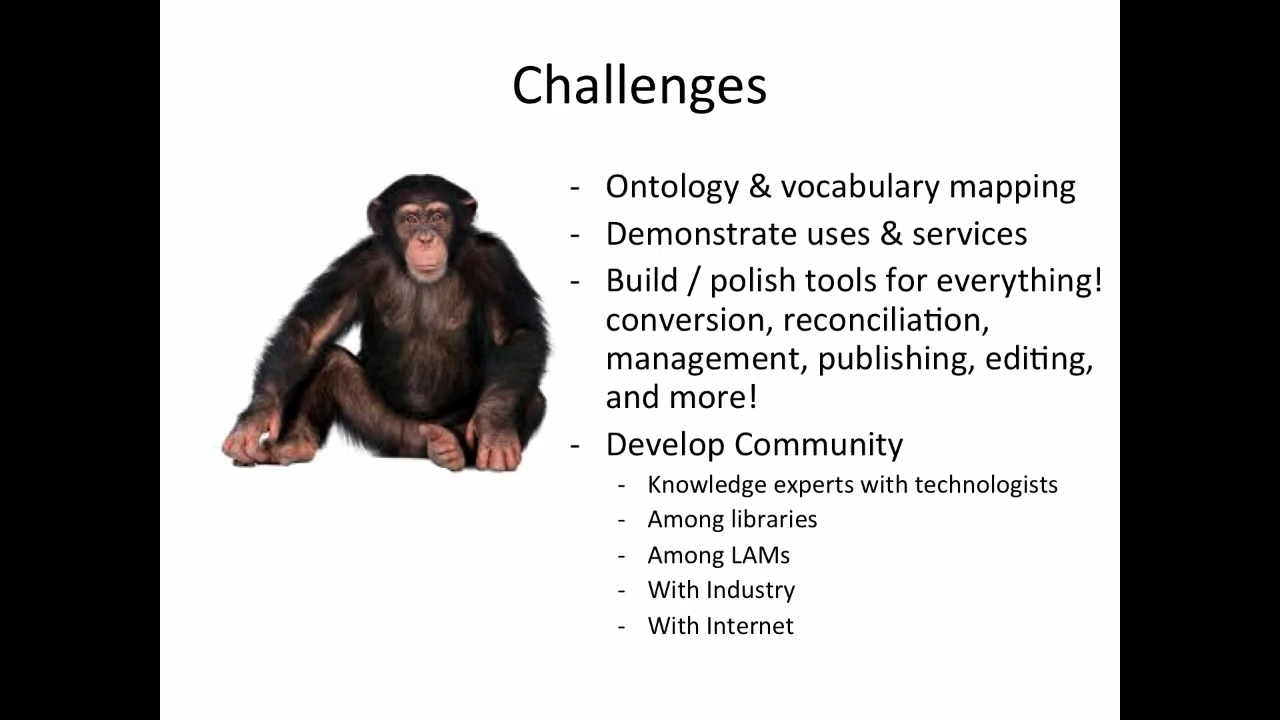 Challenges
- Ontology & vocabulary mapping
- Demonstrate uses & services
- Build / polish tools for everything!
conversion, reconciliation,
management, publishing, editing,
and more!
- Develop Community
- Knowledge experts with technologists
- Among libraries
- Among LAMs
- With Industry
- With Internet